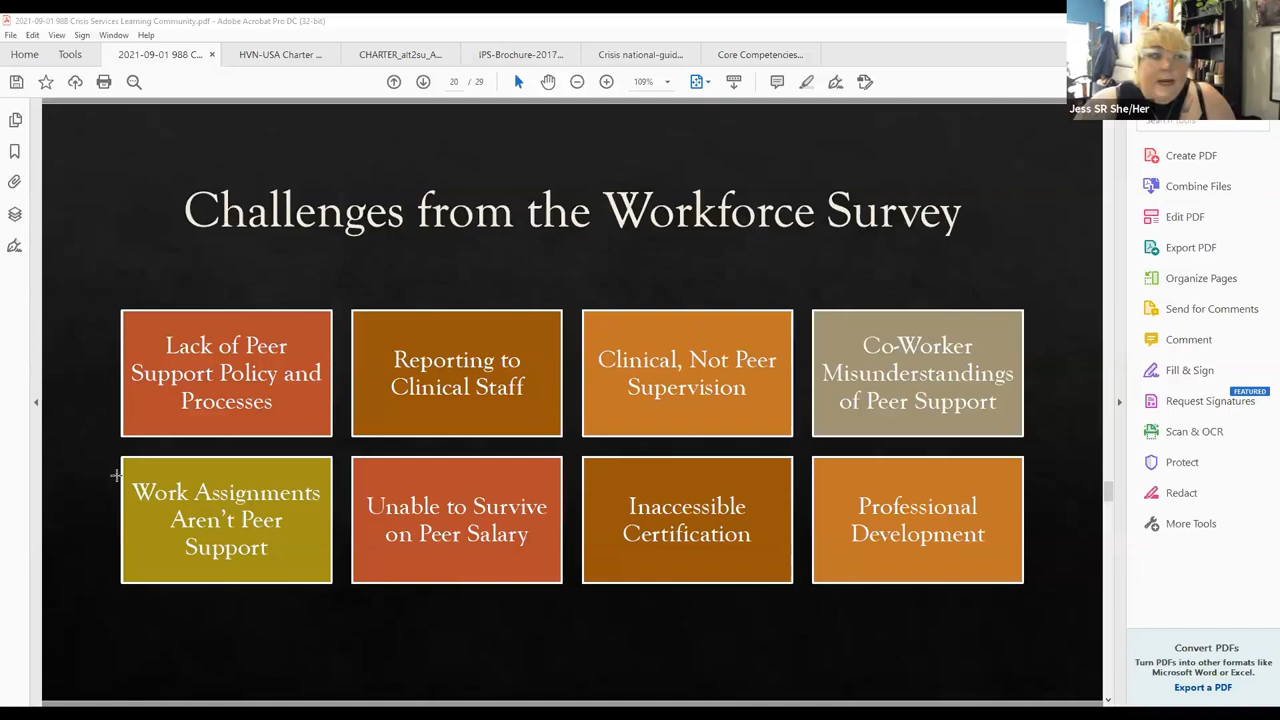 2021-09-01 988 Crisis Services Learning Community.pdf - Adobe Acrobat Pro DC (32-bit)
File Edit View Sign Window Help
Home Tools 2021-09-01 988 C... × HVN-USA Charter ... CHARTER_alt2su_A... iPS-Brochure-2017... Crisis national-guid... Core Competencies...
20 / 29 109%
Jess SR She/Her
Challenges from the Workforce Survey
Lack of Peer
Support Policy and
Processes
Reporting to
Clinical Staff
Clinical, Not Peer
Supervision
Co-Worker
Misunderstandings
of Peer Support
Work Assignments
Aren't Peer
Support
Unable to Survive
on Peer Salary
Inaccessible
Certification
Professional
Development
Create PDF
Combine Files
Edit PDF
Export PDF
Organize Pages
Send for Comments
Comment
Fill & Sign
FEATURED
Request Signatures
Scan & OCR
Protect
Redact
More Tools
Convert PDFs
Turn PDFs into other formats like
Microsoft Word or Excel.
Export a PDF